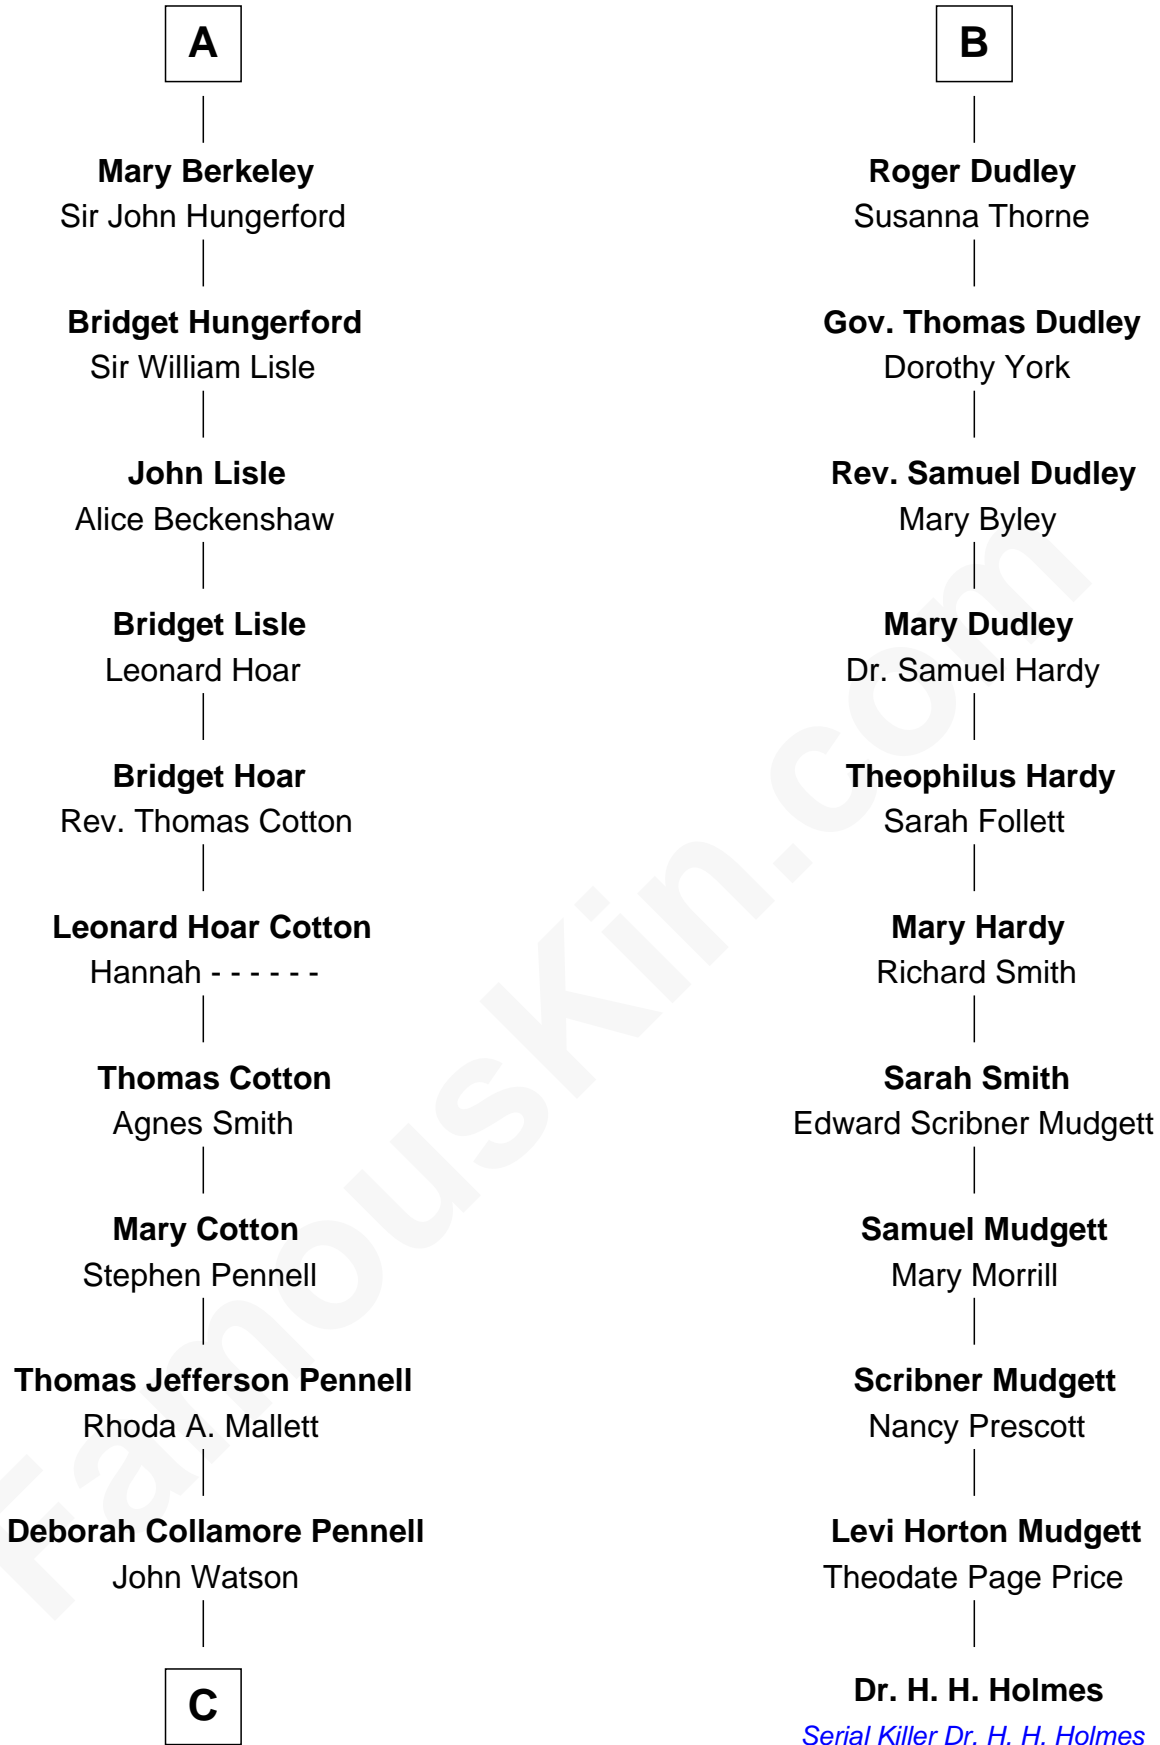 A
Mary Berkeley
Sir John Hungerford
Bridget Hungerford
Sir William Lisle
John Lisle
Alice Beckenshaw
Bridget Lisle
Leonard Hoar
Bridget Hoar
Rev. Thomas Cotton
Leonard Hoar Cotton
Hannah - - - - - -
Thomas Cotton
Agnes Smith
Mary Cotton
Stephen Pennell
Thomas Jefferson Pennell
Rhoda A. Mallett
Deborah Collamore Pennell
John Watson
C
B
Roger Dudley
Susanna Thorne
Gov. Thomas Dudley
Dorothy York
Rev. Samuel Dudley
Mary Byley
Mary Dudley
Dr. Samuel Hardy
Theophilus Hardy
Sarah Follett
Mary Hardy
Richard Smith
Sarah Smith
Edward Scribner Mudgett
Samuel Mudgett
Mary Morrill
Scribner Mudgett
Nancy Prescott
Levi Horton Mudgett
Theodate Page Price
Dr. H. H. Holmes
Serial Killer Dr. H. H. Holmes
FamousKin.com